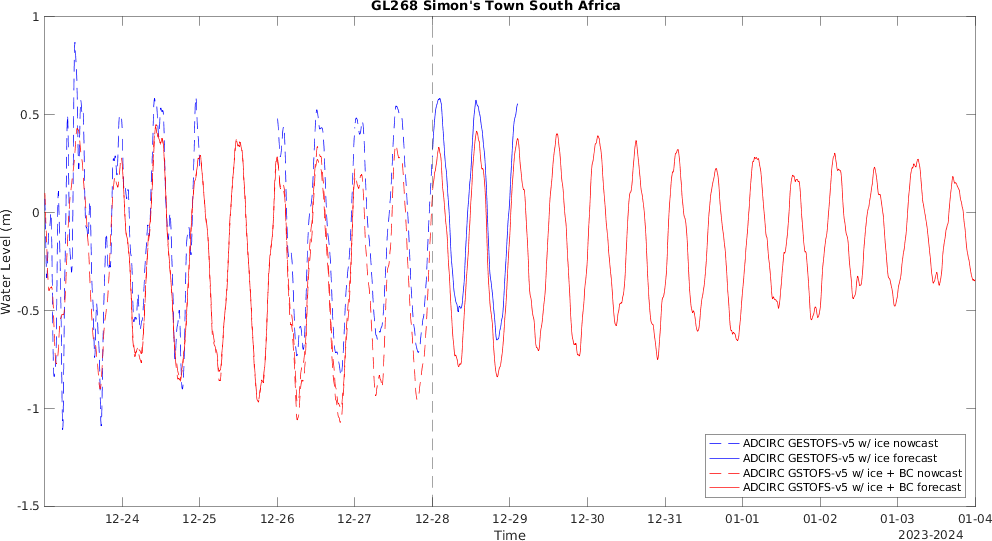 GL268 Simon's Town South Africa
1
0.5
0
-0.5
-1
-1.5
Water Level (m)
12-24 12-25 12-26 12-27 12-28 12-29 12-30 12-31 01-01 01-02 01-03 01-04
Time
2023-2024
ADCIRC GESTOFS-v5 w/ ice nowcast
ADCIRC GESTOFS-v5 w/ ice forecast
ADCIRC GSTOFS-v5 w/ ice + BC nowcast
ADCIRC GSTOFS-v5 w/ ice + BC forecast